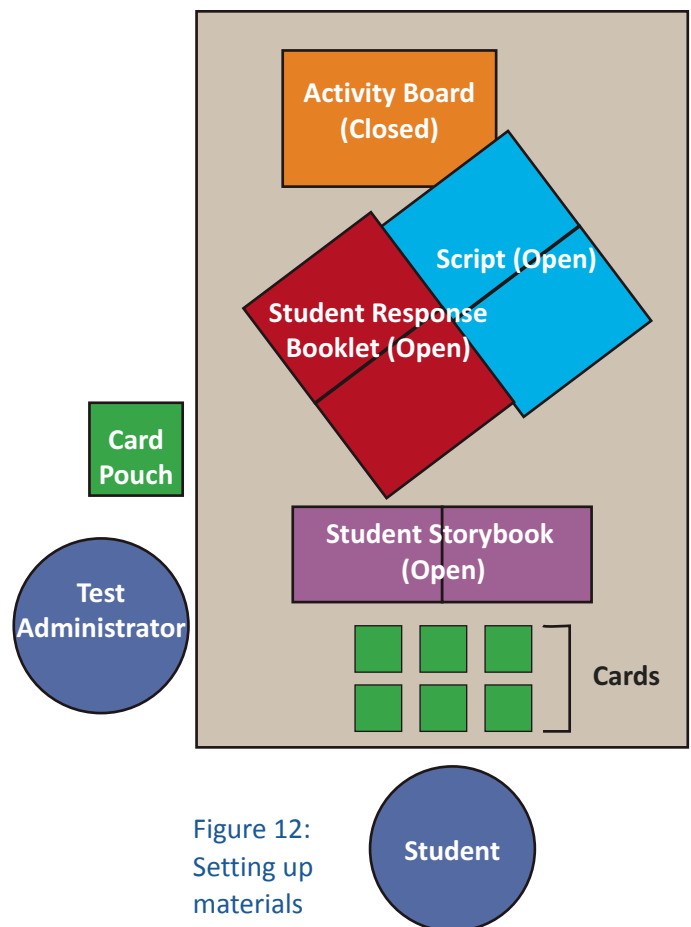 Activity Board
(Closed)
Script (Open)
Student Response
Booklet (Open)
Card
Pouch
Student Storybook
(Open)
Test
Administrator
Cards
Student
Figure 12:
Setting up
materials